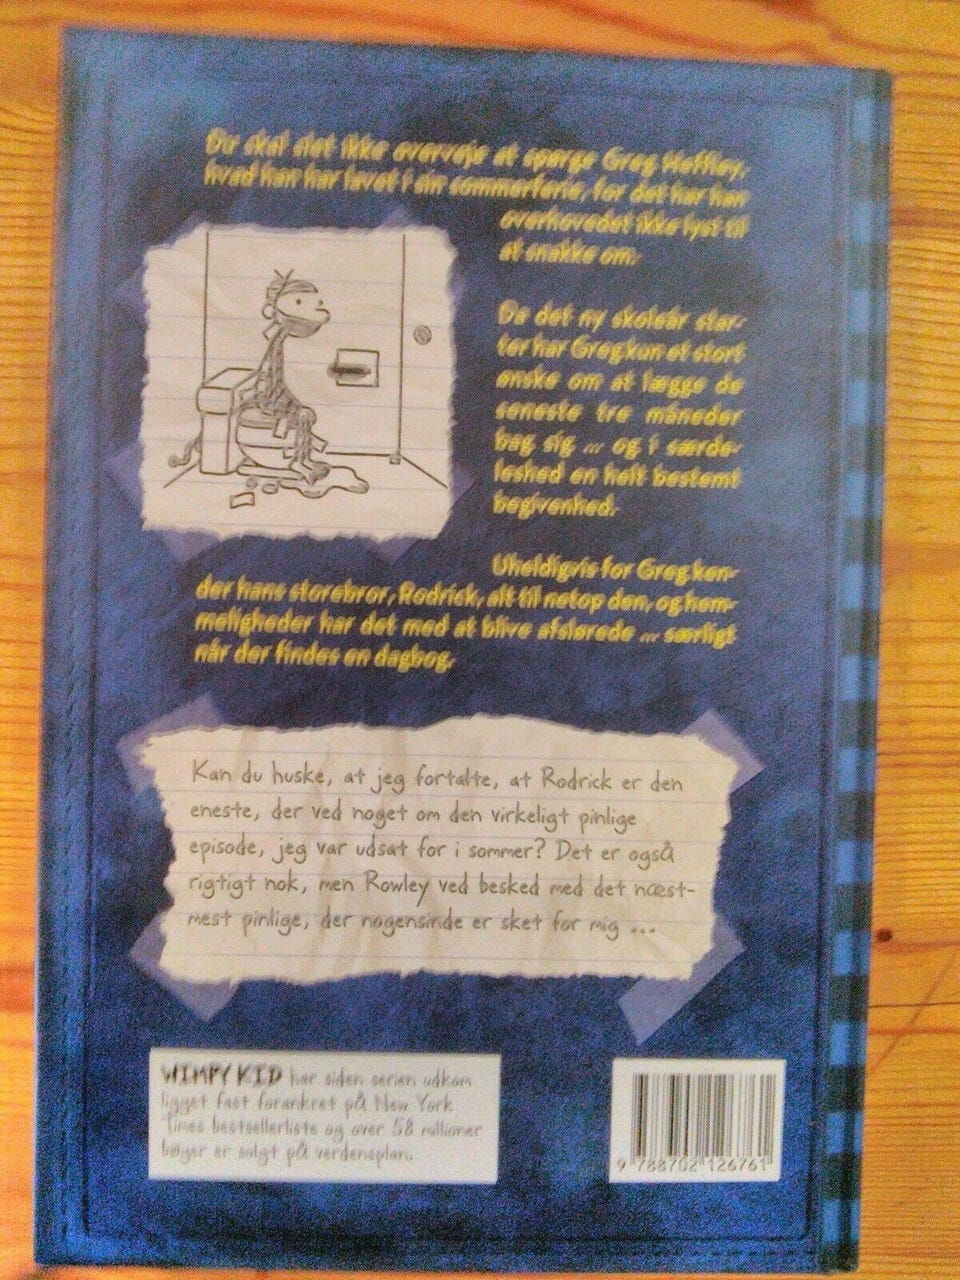 Du skal slet ikke overveje at spørge Greg Heffley,
hvad han har lavet i sin sommerferie, for det har han
overhovedet ikke lyst til
at snakke om.
Da det ny skoleår star-
ter har Greg kun et stort
ønske om at lægge de
seneste tre måneder
bag sig ... og i særde-
leshed en helt bestemt
begivenhed.
Uheldigvis for Greg ken-
der hans storebror, Rodrick, alt til netop den, og hem-
meligheder har det med at blive afslørede ... særligt
når der findes en dagbog.
Kan du huske, at jeg fortalte, at Rodrick er den
eneste, der ved noget om den virkeligt pinlige
episode, jeg var udsat for i sommer? Det er også
rigtigt nok, men Rowley ved besked med det næst-
mest pinlige, der nogensinde er sket for mig ...
WIMPY KID har siden serien udkom
ligget fast forankret på New York
Times bestsellerliste og over 58 millioner
bøger er solgt på verdensplan.
9 788702 126761